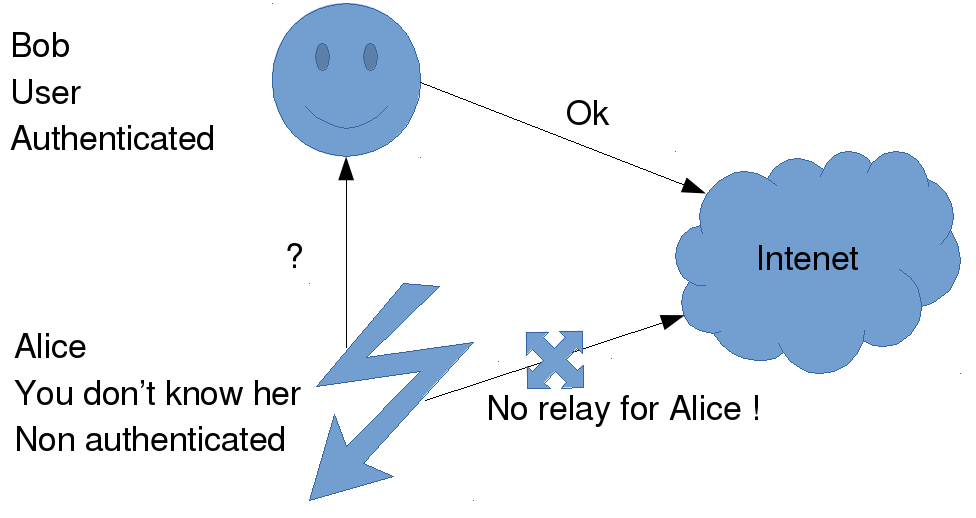 Bob
User
Authenticated
Ok
?
Intenet
Alice
You don’t know her
Non authenticated
No relay for Alice !